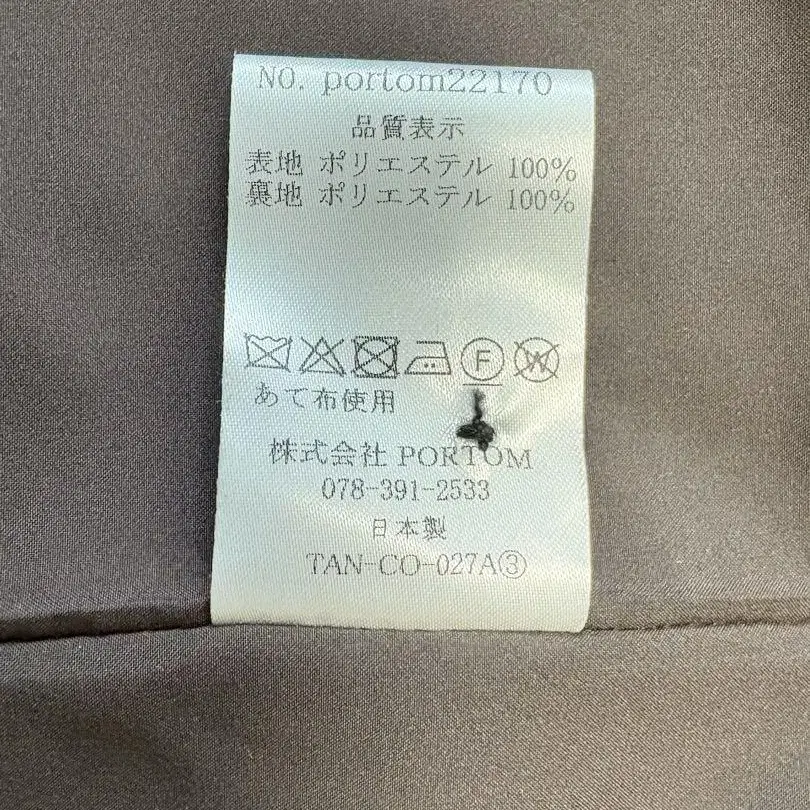 NO. portom22170
品質表示
表地 ポリエステル 100%
裏地 ポリエステル 100%
F W
あて布使用
株式会社 PORTOM
078-391-2533
日本製
TAN-CO-027A③